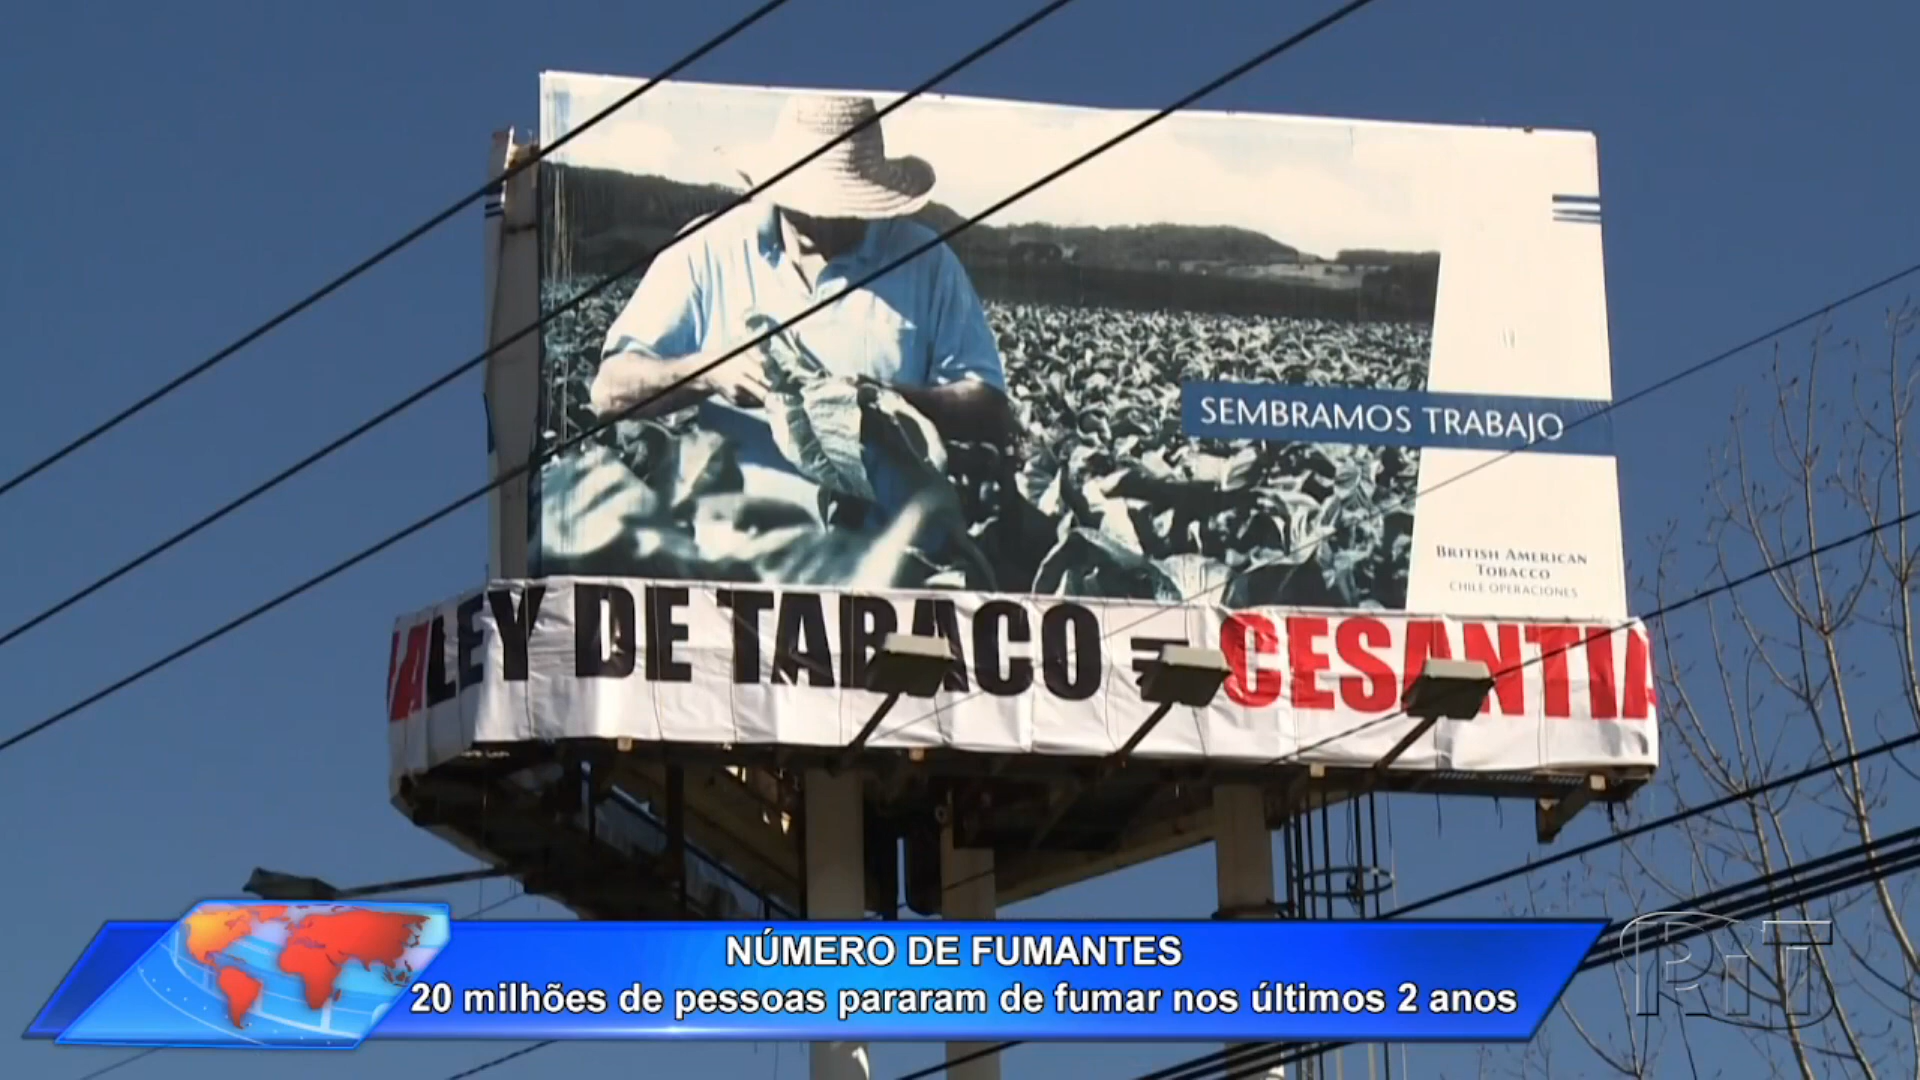 SEMBRAMOS TRABAJO
BRITISH AMERICAN
TOBACCO
CHILE OPERACIONES
LEY DE TABACO = CESANTIA
NÚMERO DE FUMANTES
20 milhões de pessoas pararam de fumar nos últimos 2 anos
RiT